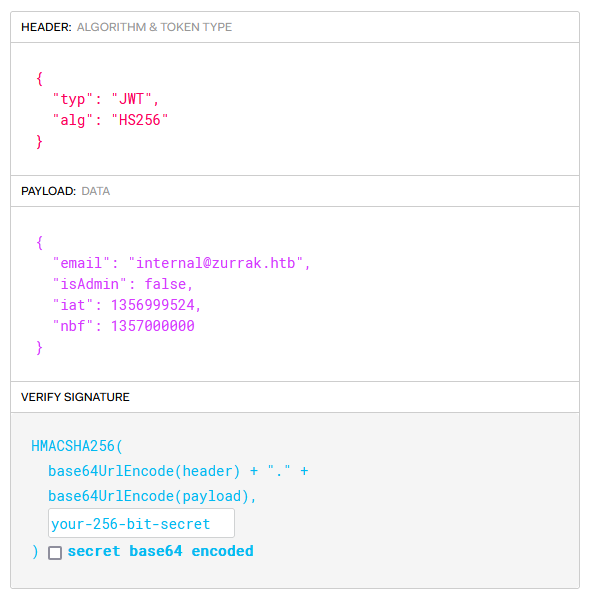 HEADER: ALGORITHM & TOKEN TYPE
{
"typ": "JWT",
"alg": "HS256"
}
PAYLOAD: DATA
{
"email": "internal@zurrak.htb",
"isAdmin": false,
"iat": 1356999524,
"nbf": 1357000000
}
VERIFY SIGNATURE
HMACSHA256(
base64UrlEncode(header) + "." +
base64UrlEncode(payload),
your-256-bit-secret
) secret base64 encoded